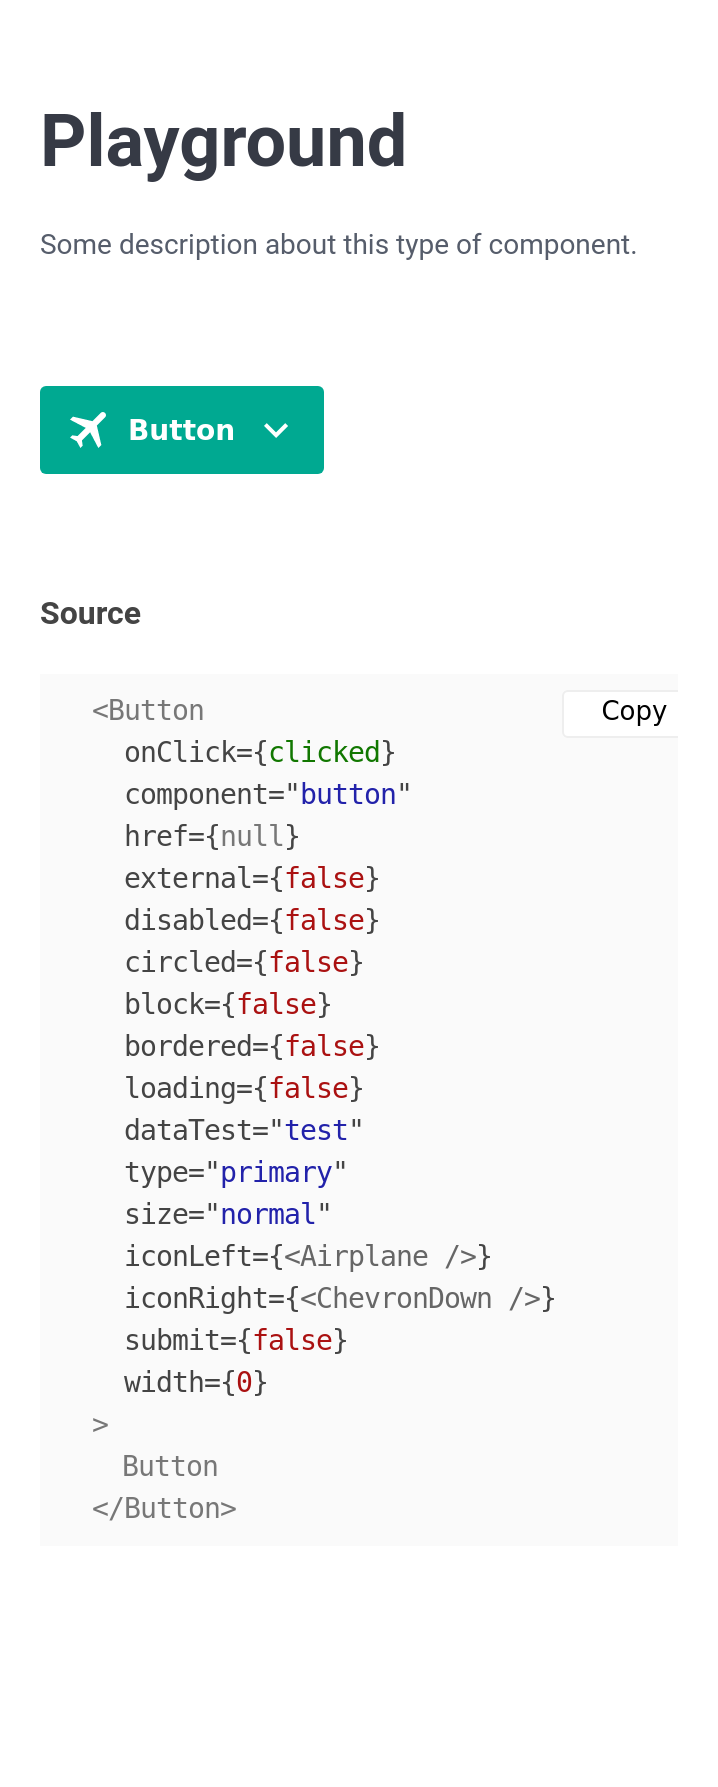 Playground
Some description about this type of component.
Button
Source
Copy
<Button
  onClick={clicked}
  component="button"
  href={null}
  external={false}
  disabled={false}
  circled={false}
  block={false}
  bordered={false}
  loading={false}
  dataTest="test"
  type="primary"
  size="normal"
  iconLeft={<Airplane />}
  iconRight={<ChevronDown />}
  submit={false}
  width={0}
>
  Button
</Button>